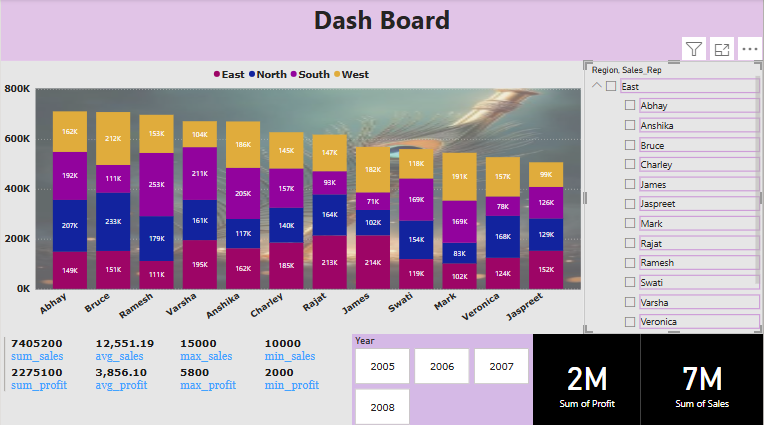 Dash Board
East North South West
Region, Sales_Rep
East
Abhay
Anshika
Bruce
Charley
James
Jaspreet
Mark
Rajat
Ramesh
Swati
Varsha
Veronica
800K
600K
400K
200K
0K
162K 212K 153K 104K 186K 145K 147K 182K 118K 191K 157K 99K
192K 111K 253K 211K 205K 157K 93K 71K 169K 169K 78K 126K
207K 233K 179K 161K 117K 140K 164K 102K 154K 83K 168K 129K
149K 151K 111K 195K 162K 185K 213K 214K 119K 102K 124K 152K
Abhay Bruce Ramesh Varsha Anshika Charley Rajat James Swati Mark Veronica Jaspreet
7405200 12,551.19 15000 10000
sum_sales avg_sales max_sales min_sales
2275100 3,856.10 5800 2000
sum_profit avg_profit max_profit min_profit
Year
2005 2006 2007
2008
2M
Sum of Profit
7M
Sum of Sales